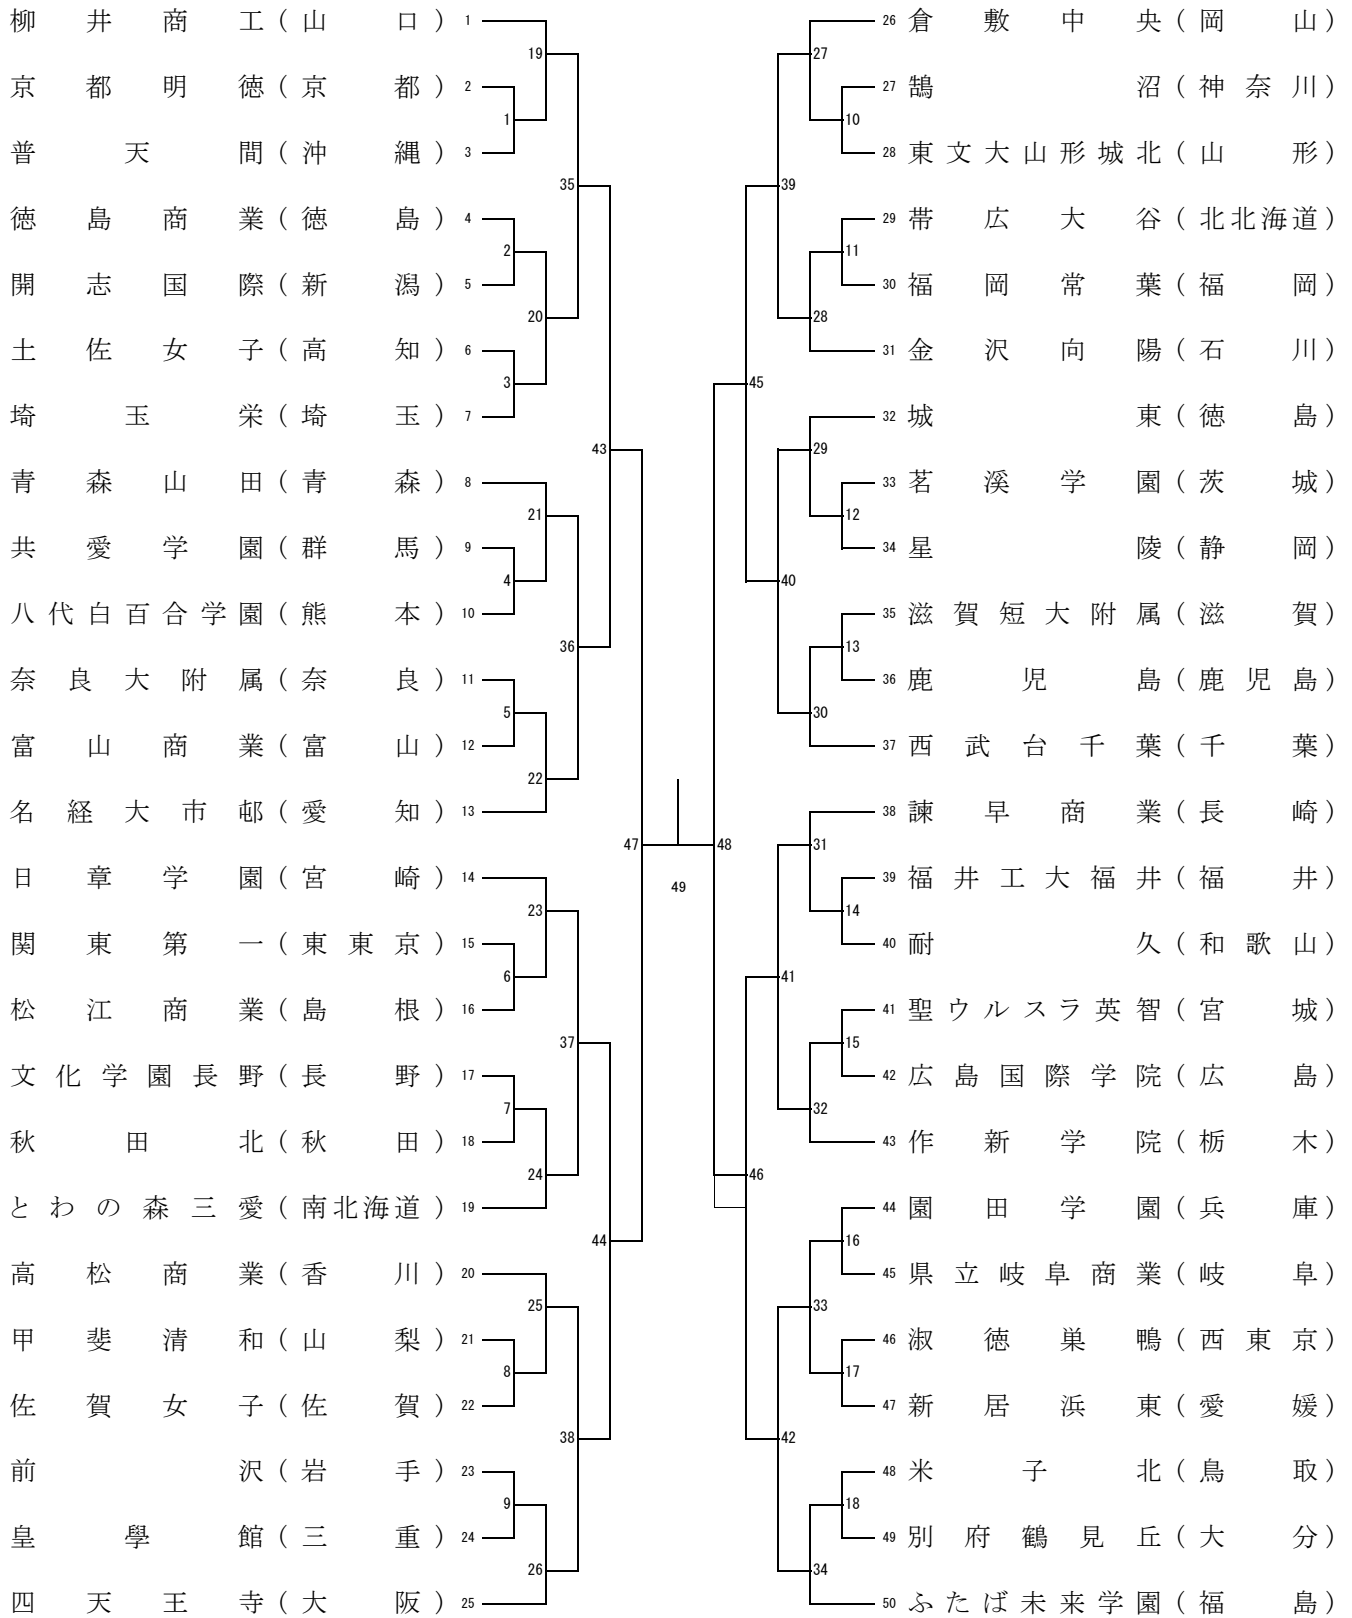 柳井商工(山口) 1
京都明徳(京都) 2
普天間(沖縄) 3
徳島商業(徳島) 4
開志国際(新潟) 5
土佐女子(高知) 6
埼玉栄(埼玉) 7
青森山田(青森) 8
共愛学園(群馬) 9
八代白百合学園(熊本) 10
奈良大附属(奈良) 11
富山商業(富山) 12
名経大市邨(愛知) 13
日章学園(宮崎) 14
関東第一(東東京) 15
松江商業(島根) 16
文化学園長野(長野) 17
秋田北(秋田) 18
とわの森三愛(南北海道) 19
高松商業(香川) 20
甲斐清和(山梨) 21
佐賀女子(佐賀) 22
前沢(岩手) 23
皇學館(三重) 24
四天王寺(大阪) 25
1
2
3
4
5
6
7
8
9
19
20
21
22
23
24
25
26
35
36
37
38
43
44
47
49
48
45
46
39
40
41
42
27
28
29
30
31
32
33
34
10
11
12
13
14
15
16
17
18
26 倉敷中央(岡山)
27 鵠沼(神奈川)
28 東文大山形城北(山形)
29 帯広大谷(北北海道)
30 福岡常葉(福岡)
31 金沢向陽(石川)
32 城東(徳島)
33 茗溪学園(茨城)
34 星陵(静岡)
35 滋賀短大附属(滋賀)
36 鹿児島(鹿児島)
37 西武台千葉(千葉)
38 諫早商業(長崎)
39 福井工大福井(福井)
40 耐久(和歌山)
41 聖ウルスラ英智(宮城)
42 広島国際学院(広島)
43 作新学院(栃木)
44 園田学園(兵庫)
45 県立岐阜商業(岐阜)
46 淑徳巣鴨(西東京)
47 新居浜東(愛媛)
48 米子北(鳥取)
49 別府鶴見丘(大分)
50 ふたば未来学園(福島)